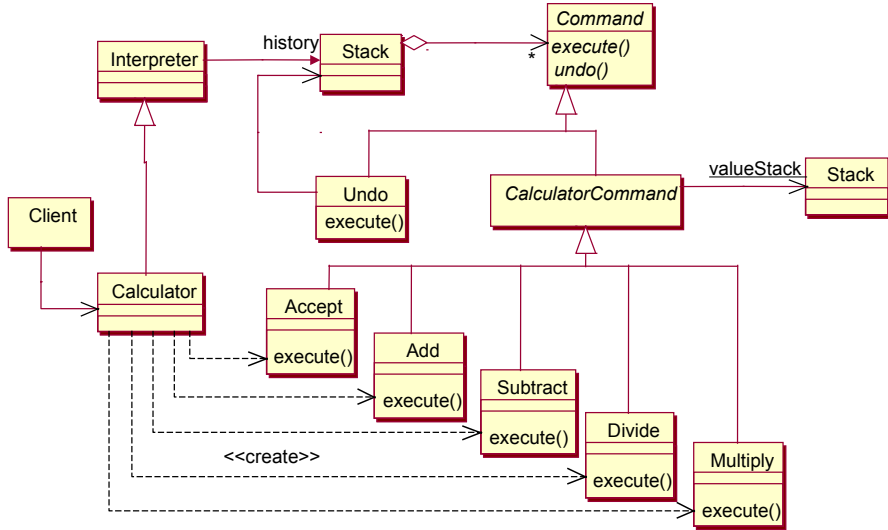 Command
execute()
undo()
*
Interpreter
history
Stack
Undo
execute()
CalculatorCommand
valueStack
Stack
Client
Calculator
Accept
execute()
Add
execute()
Subtract
execute()
Divide
execute()
Multiply
execute()
<<create>>